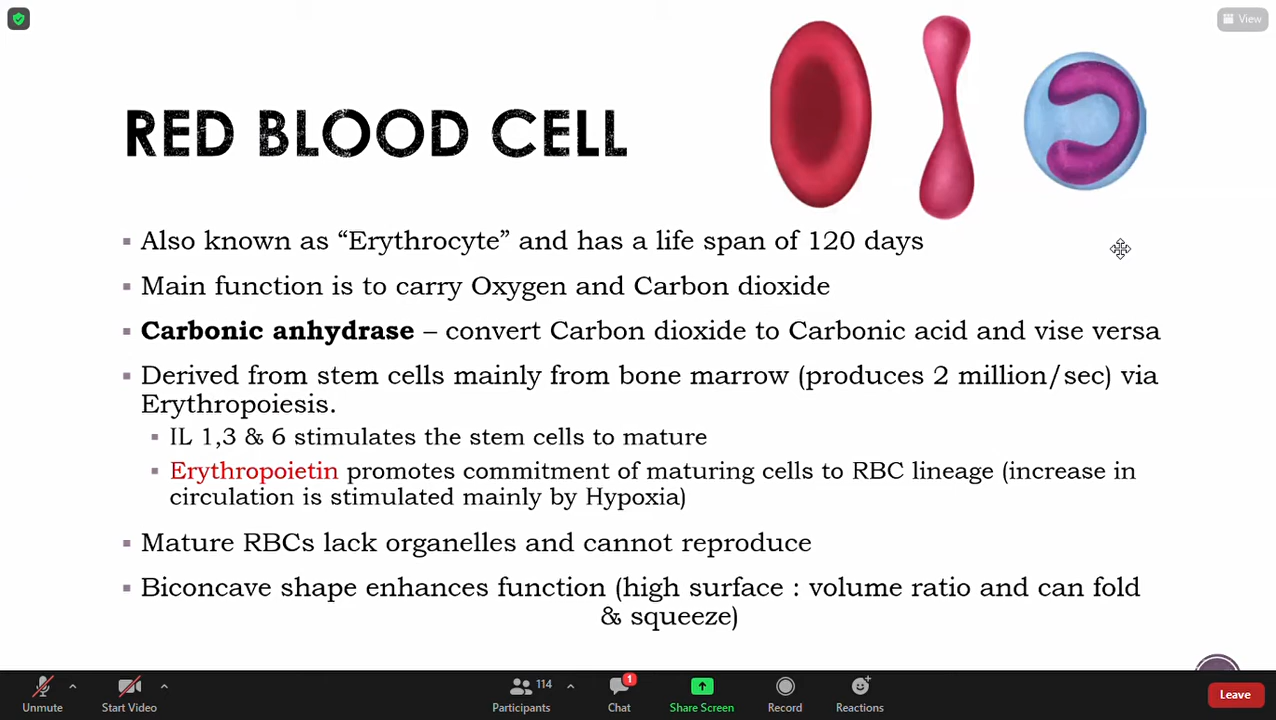 View
RED BLOOD CELL
▪ Also known as “Erythrocyte” and has a life span of 120 days
▪ Main function is to carry Oxygen and Carbon dioxide
▪ Carbonic anhydrase – convert Carbon dioxide to Carbonic acid and vise versa
▪ Derived from stem cells mainly from bone marrow (produces 2 million/sec) via
Erythropoiesis.
▪ IL 1,3 & 6 stimulates the stem cells to mature
▪ Erythropoietin promotes commitment of maturing cells to RBC lineage (increase in
circulation is stimulated mainly by Hypoxia)
▪ Mature RBCs lack organelles and cannot reproduce
▪ Biconcave shape enhances function (high surface : volume ratio and can fold
& squeeze)
114
1
Unmute
Start Video
Participants
Chat
Share Screen
Record
Reactions
Leave